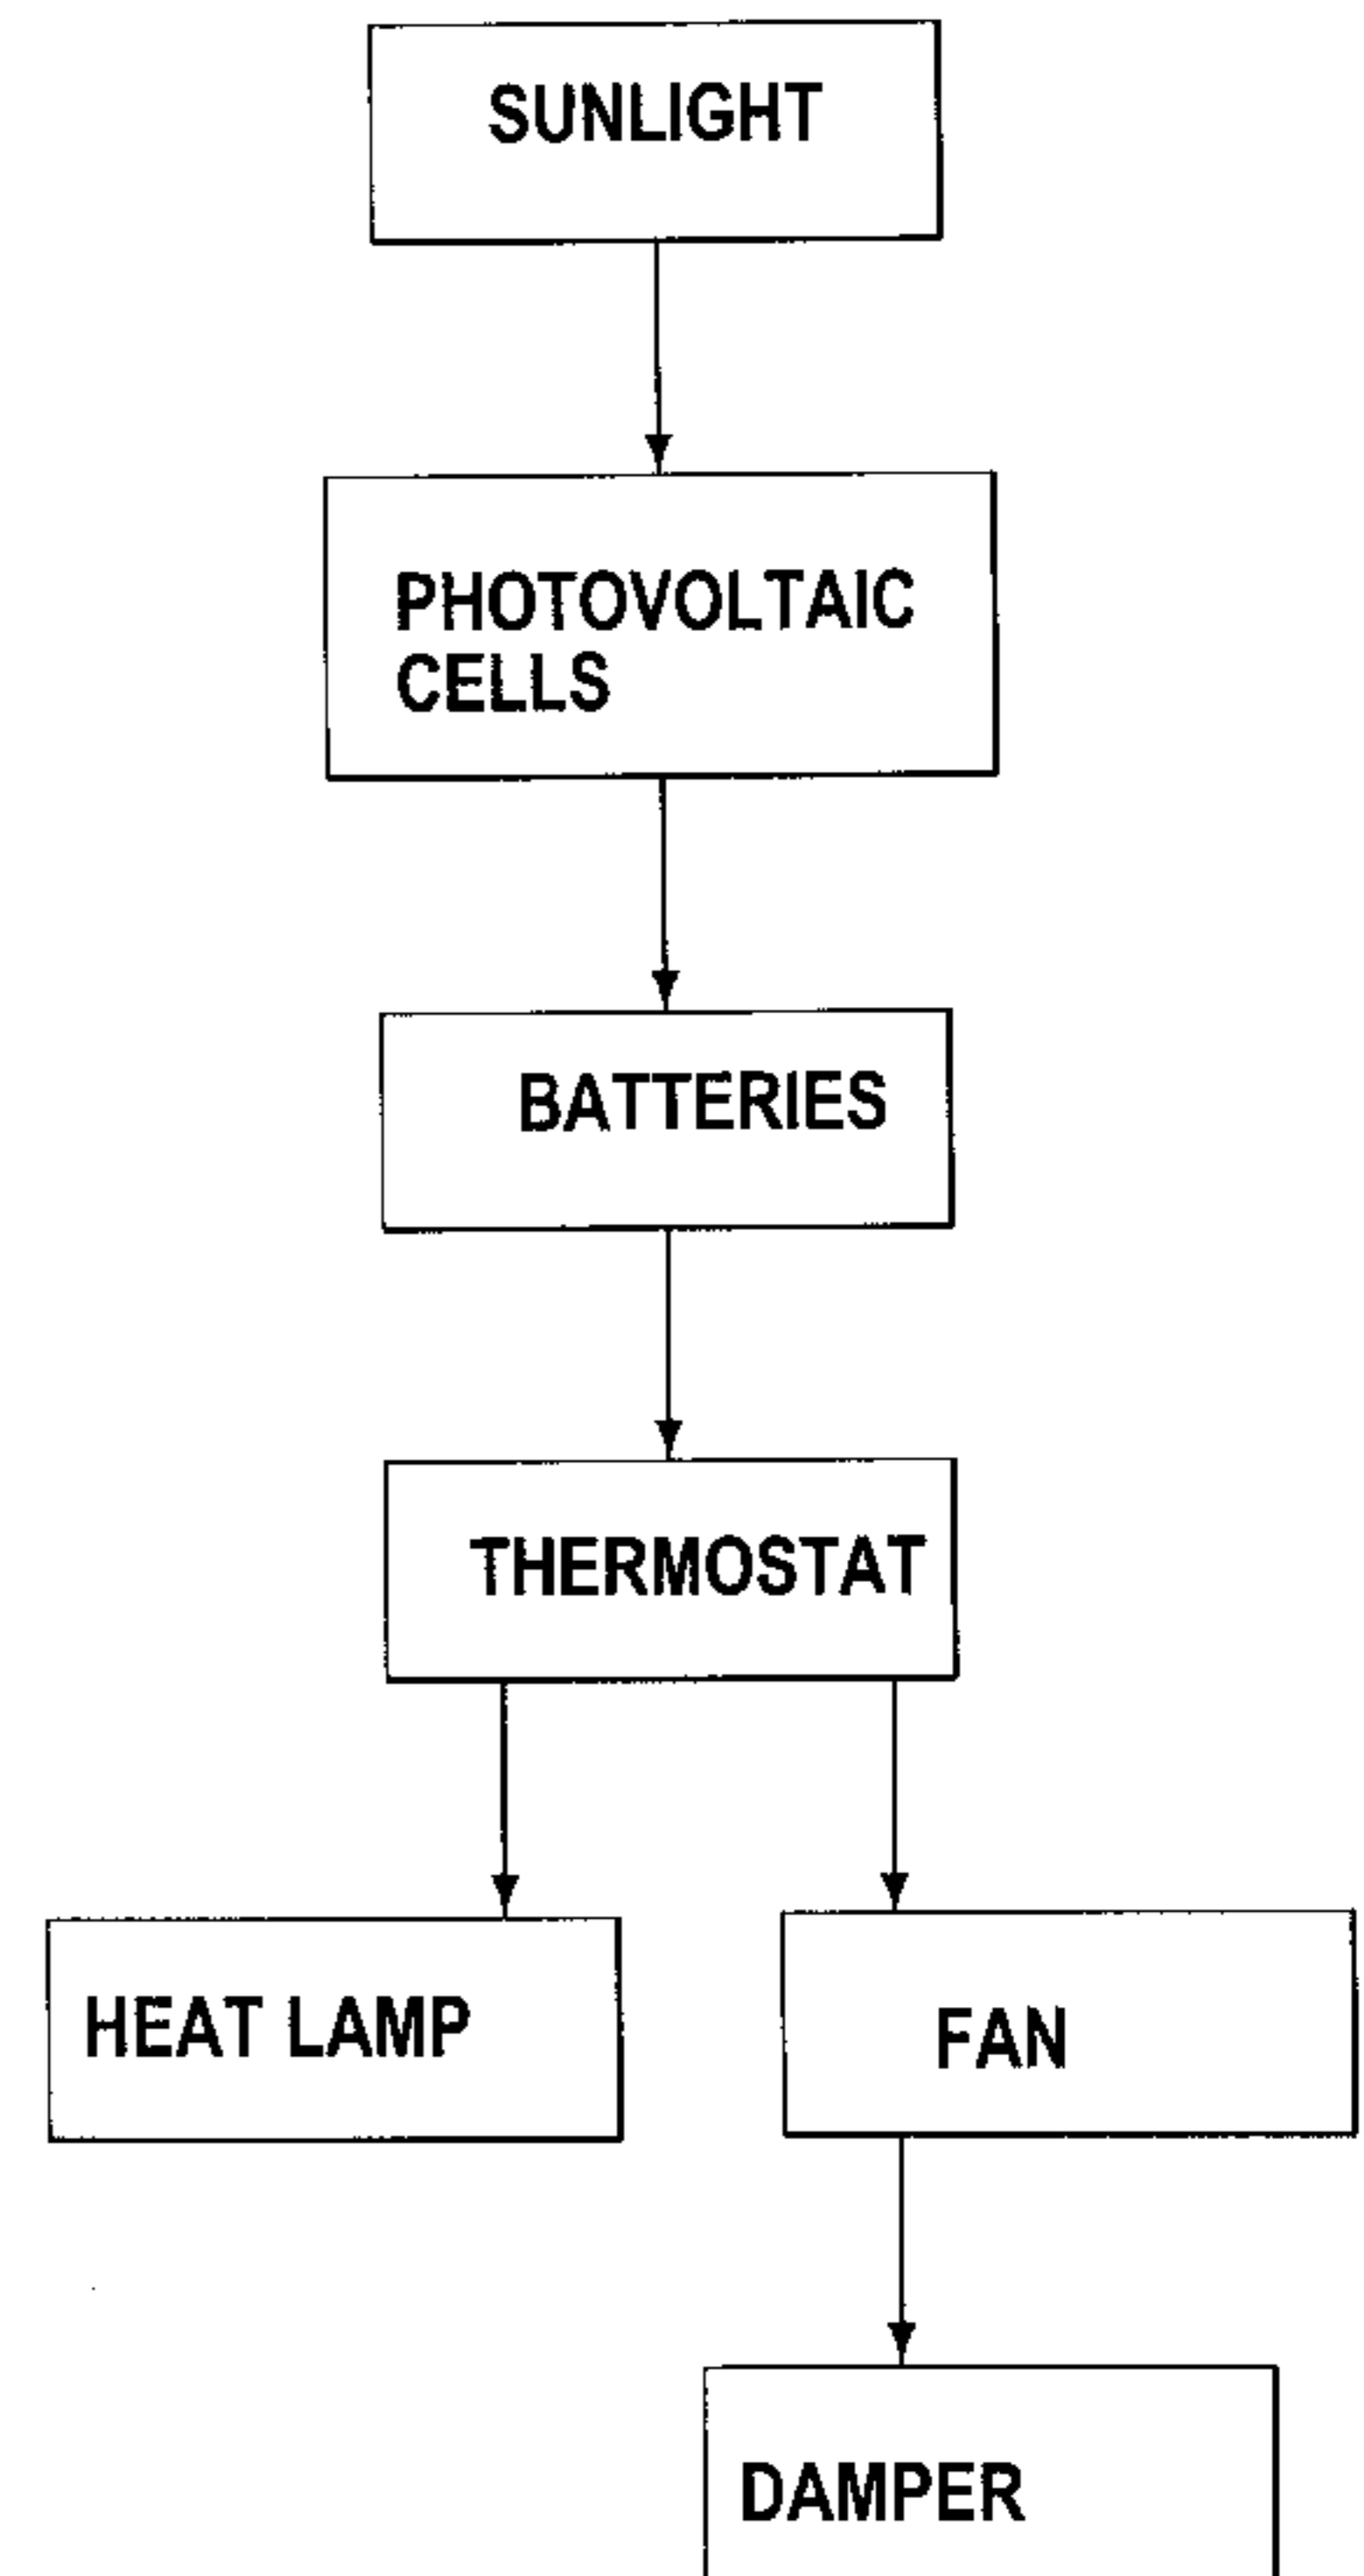 SUNLIGHT
PHOTOVOLTAIC
CELLS
BATTERIES
THERMOSTAT
HEAT LAMP
FAN
DAMPER